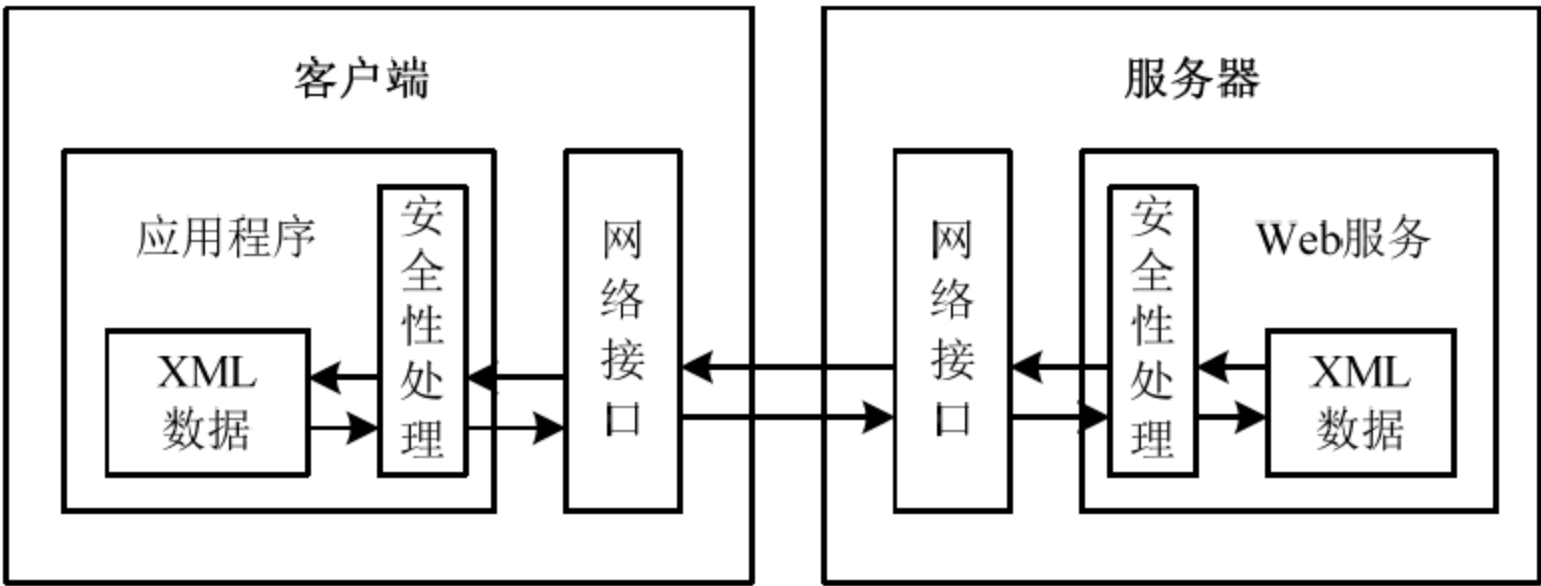 客户端
服务器
应用程序
安全性处理
网络接口
XML
数据
网络接口
安全性处理
Web服务
XML
数据